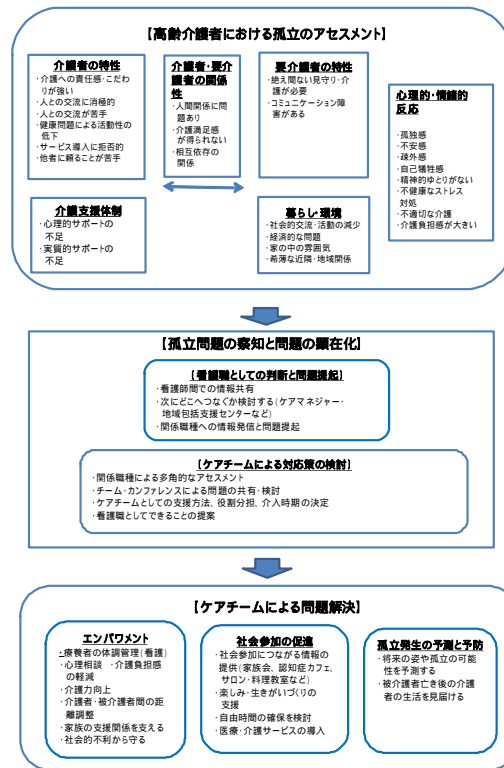 【高齢介護者における孤立のアセスメント】
介護者の特性
・介護への責任感・こだわ
りが強い
・人との交流に消極的
・人との交流が苦手
・健康問題による活動性の
低下
・サービス導入に拒否的
・他者に頼ることが苦手
介護者・要介
護者の関係
性
・人間関係に問
題あり
・介護満足感
が得られない
・相互依存の
関係
要介護者の特性
・絶え間ない見守り・介
護が必要
・コミュニケーション障
害がある
心理的・情緒的
反応
・孤独感
・不安感
・疎外感
・自己犠牲感
・精神的ゆとりがない
・不健康なストレス
対処
・不適切な介護
・介護負担感が大きい
介護支援体制
・心理的サポートの
不足
・実質的サポートの
不足
暮らし・環境
・社会的交流・活動の減少
・経済的な問題
・家の中の雰囲気
・希薄な近隣・地域関係
【孤立問題の察知と問題の顕在化】
[看護職としての判断と問題提起]
・看護師間での情報共有
・次にどこへつなぐか検討する(ケアマネジャー・
地域包括支援センターなど)
・関係職種への情報発信と問題提起
[ケアチームによる対応策の検討]
・関係職種による多角的なアセスメント
・チーム・カンファレンスによる問題の共有・検討
・ケアチームとしての支援方法、役割分担、介入時期の決定
・看護職としてできることの提案
【ケアチームによる問題解決】
エンパワメント
・療養者の体調管理(看護)
・心理相談 介護負担感
の軽減
・介護力向上
・介護者・被介護者間の距
離調整
・家族の支援関係を支える
・社会的不利から守る
社会参加の促進
・社会参加につながる情報の
提供(家族会、認知症カフェ、
サロン・料理教室など)
・楽しみ・生きがいづくりの
支援
・自由時間の確保を検討
・医療・介護サービスの導入
孤立発生の予測と予防
・将来の姿や孤立の可能
性を予測する
・被介護者亡き後の介護
者の生活を見届ける